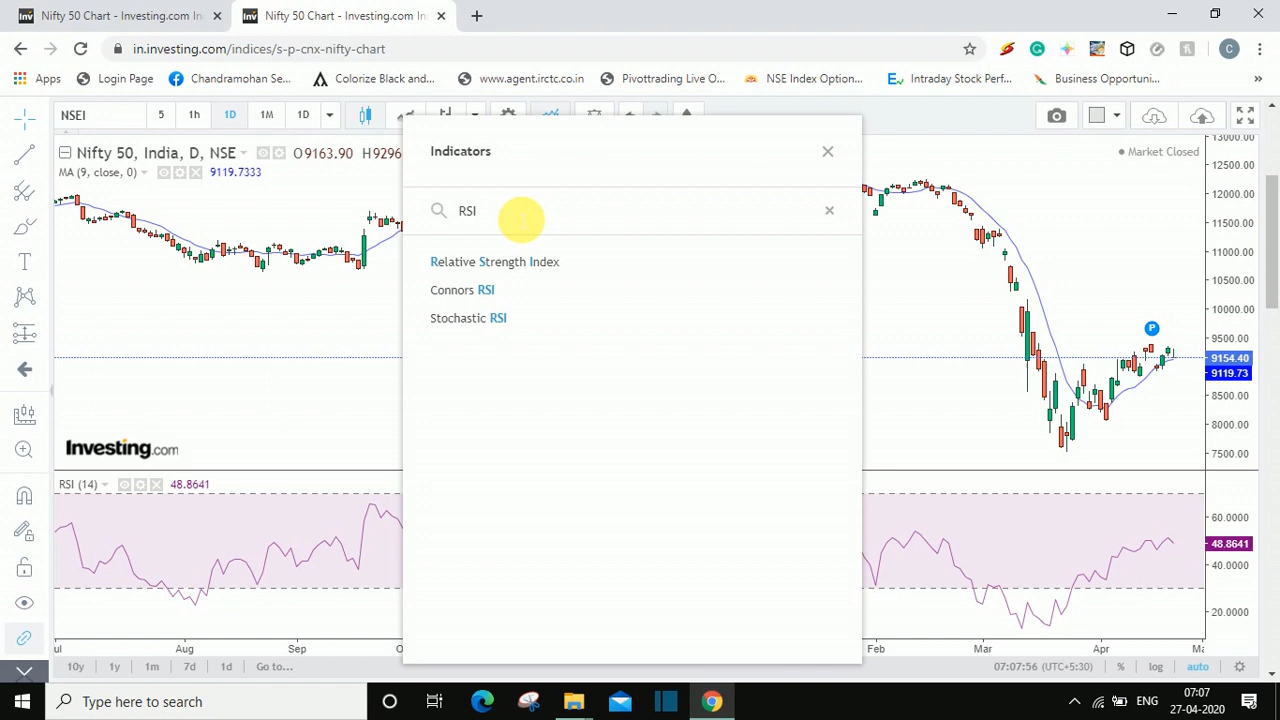 Nifty 50 Chart - Investing.com In
Nifty 50 Chart - Investing.com In
in.investing.com/indices/s-p-cnx-nifty-chart
C
Apps
Login Page
Chandramohan Se...
Colorize Black and...
www.agent.irctc.co.in
Pivottrading Live O...
NSE Index Option...
Intraday Stock Perf...
Business Opportuni...
»
NSEI
5
1h
1D
1M
1D
Nifty 50, India, D, NSE
O9163.90
H9296
MA (9, close, 0)
9119.7333
Market Closed
Indicators
RSI
Relative Strength Index
Connors RSI
Stochastic RSI
13000.00
12500.00
12000.00
11500.00
11000.00
10500.00
10000.00
9500.00
9154.40
9119.73
8500.00
8000.00
7500.00
P
Investing.com
RSI (14)
48.8641
60.0000
48.8641
40.0000
20.0000
Aug
Sep
Feb
Mar
Apr
10y
1y
1m
7d
1d
Go to...
07:07:56 (UTC+5:30)
%
log
auto
Type here to search
ENG
07:07
27-04-2020